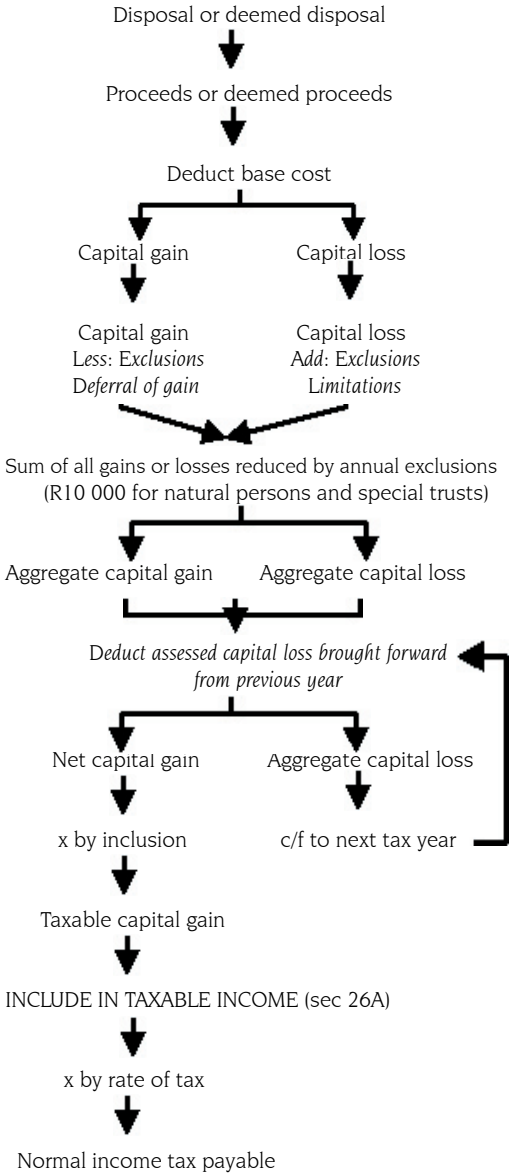 Disposal or deemed disposal
Proceeds or deemed proceeds
Deduct base cost
Capital gain
Capital loss
Capital gain
Less: Exclusions
Deferral of gain
Capital loss
Add: Exclusions
Limitations
Sum of all gains or losses reduced by annual exclusions
(R10 000 for natural persons and special trusts)
Aggregate capital gain
Aggregate capital loss
Deduct assessed capital loss brought forward
from previous year
Net capital gain
Aggregate capital loss
x by inclusion
c/f to next tax year
Taxable capital gain
INCLUDE IN TAXABLE INCOME (sec 26A)
x by rate of tax
Normal income tax payable